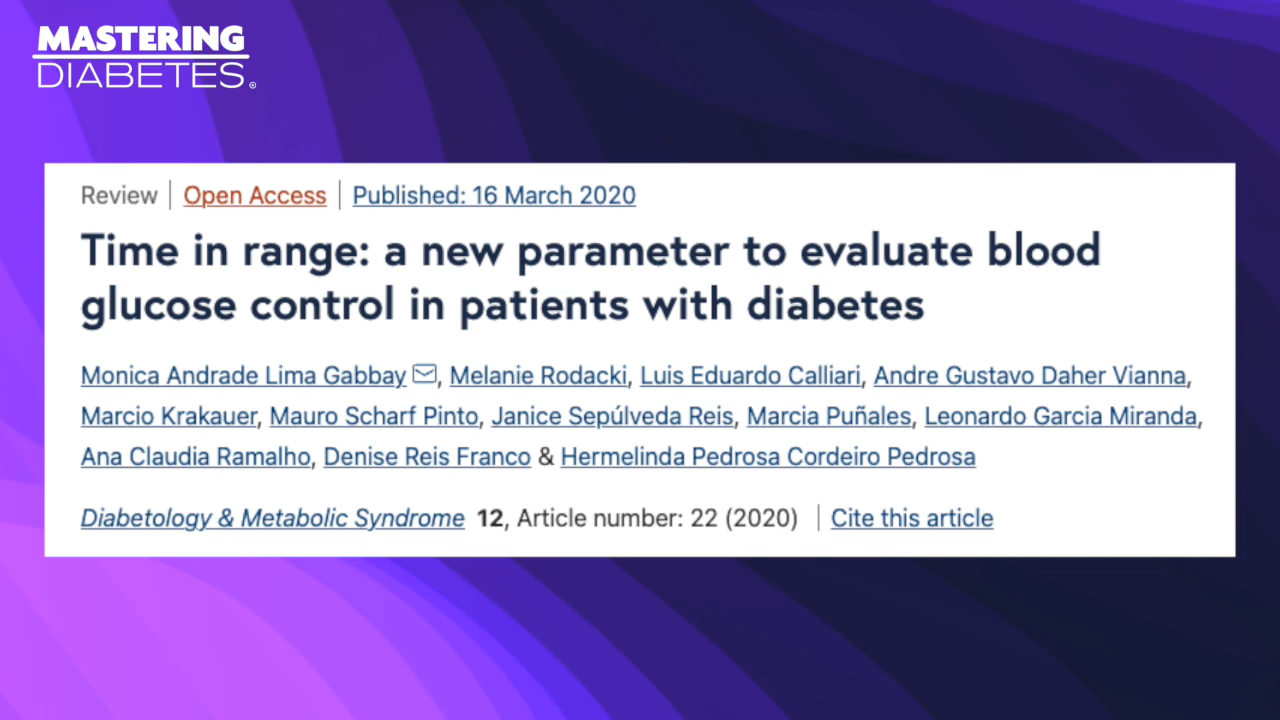 MASTERING
DIABETES®
Review | Open Access | Published: 16 March 2020
Time in range: a new parameter to evaluate blood
glucose control in patients with diabetes
Monica Andrade Lima Gabbay, Melanie Rodacki, Luis Eduardo Calliari, Andre Gustavo Daher Vianna,
Marcio Krakauer, Mauro Scharf Pinto, Janice Sepúlveda Reis, Marcia Puñales, Leonardo Garcia Miranda,
Ana Claudia Ramalho, Denise Reis Franco & Hermelinda Pedrosa Cordeiro Pedrosa
Diabetology & Metabolic Syndrome 12, Article number: 22 (2020) | Cite this article